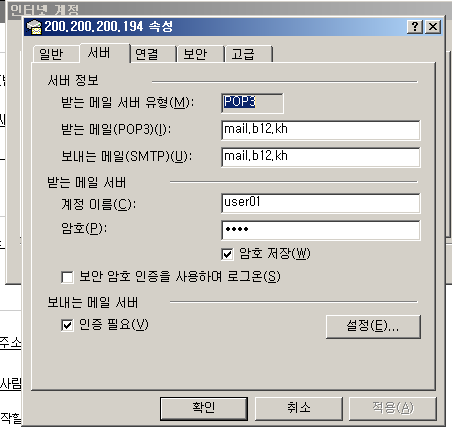 인터넷 계정
200.200.200.194 속성
일반 서버 연결 보안 고급
서버 정보
받는 메일 서버 유형(M): POP3
받는 메일(POP3)(I): mail.b12.kh
보내는 메일(SMTP)(U): mail.b12.kh
받는 메일 서버
계정 이름(C): user01
암호(P): ●●●●
암호 저장(W)
보안 암호 인증을 사용하여 로그온(S)
보내는 메일 서버
인증 필요(V) 설정(E)...
주소
사람
작할
확인 취소 적용(A)